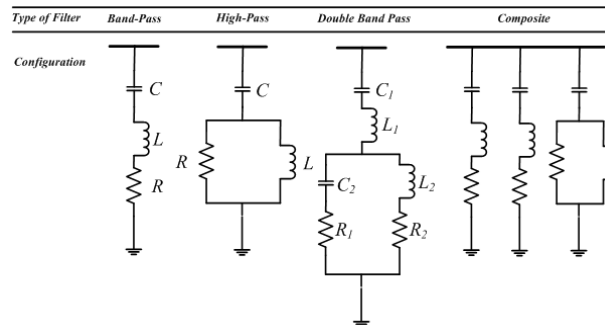 Type of Filter Band-Pass High-Pass Double Band Pass Composite
Configuration
C C C1
L1
L R L C2 L2
R R1 R2